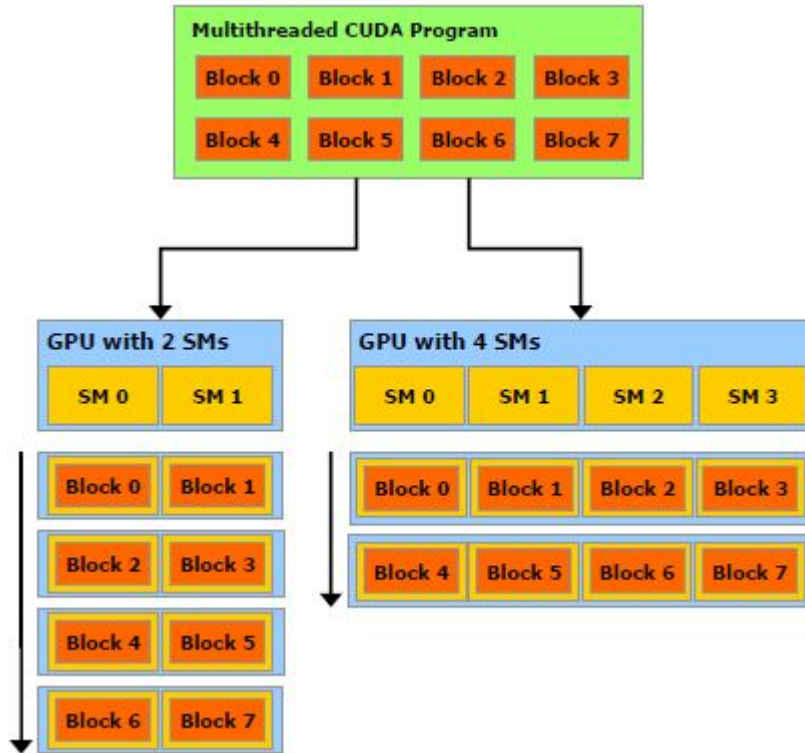 Multithreaded CUDA Program
Block 0 Block 1 Block 2 Block 3
Block 4 Block 5 Block 6 Block 7
GPU with 2 SMs
SM 0 SM 1
Block 0 Block 1
Block 2 Block 3
Block 4 Block 5
Block 6 Block 7
GPU with 4 SMs
SM 0 SM 1 SM 2 SM 3
Block 0 Block 1 Block 2 Block 3
Block 4 Block 5 Block 6 Block 7